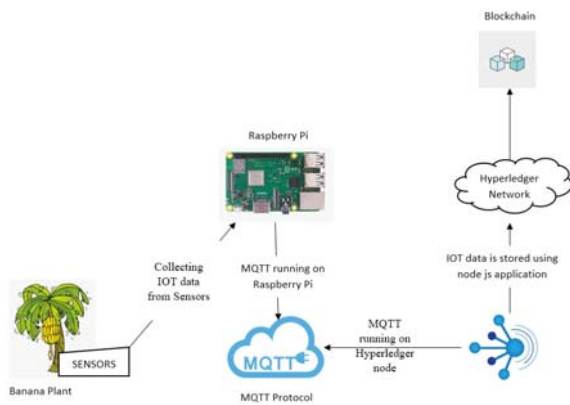 Blockchain
Raspberry Pi
Hyperledger
Network
Collecting
IOT data
from Sensors
MQTT running on
Raspberry Pi
IOT data is stored using
node js application
MQTT
running on
Hyperledger
node
SENSORS
MQTT
Banana Plant
MQTT Protocol